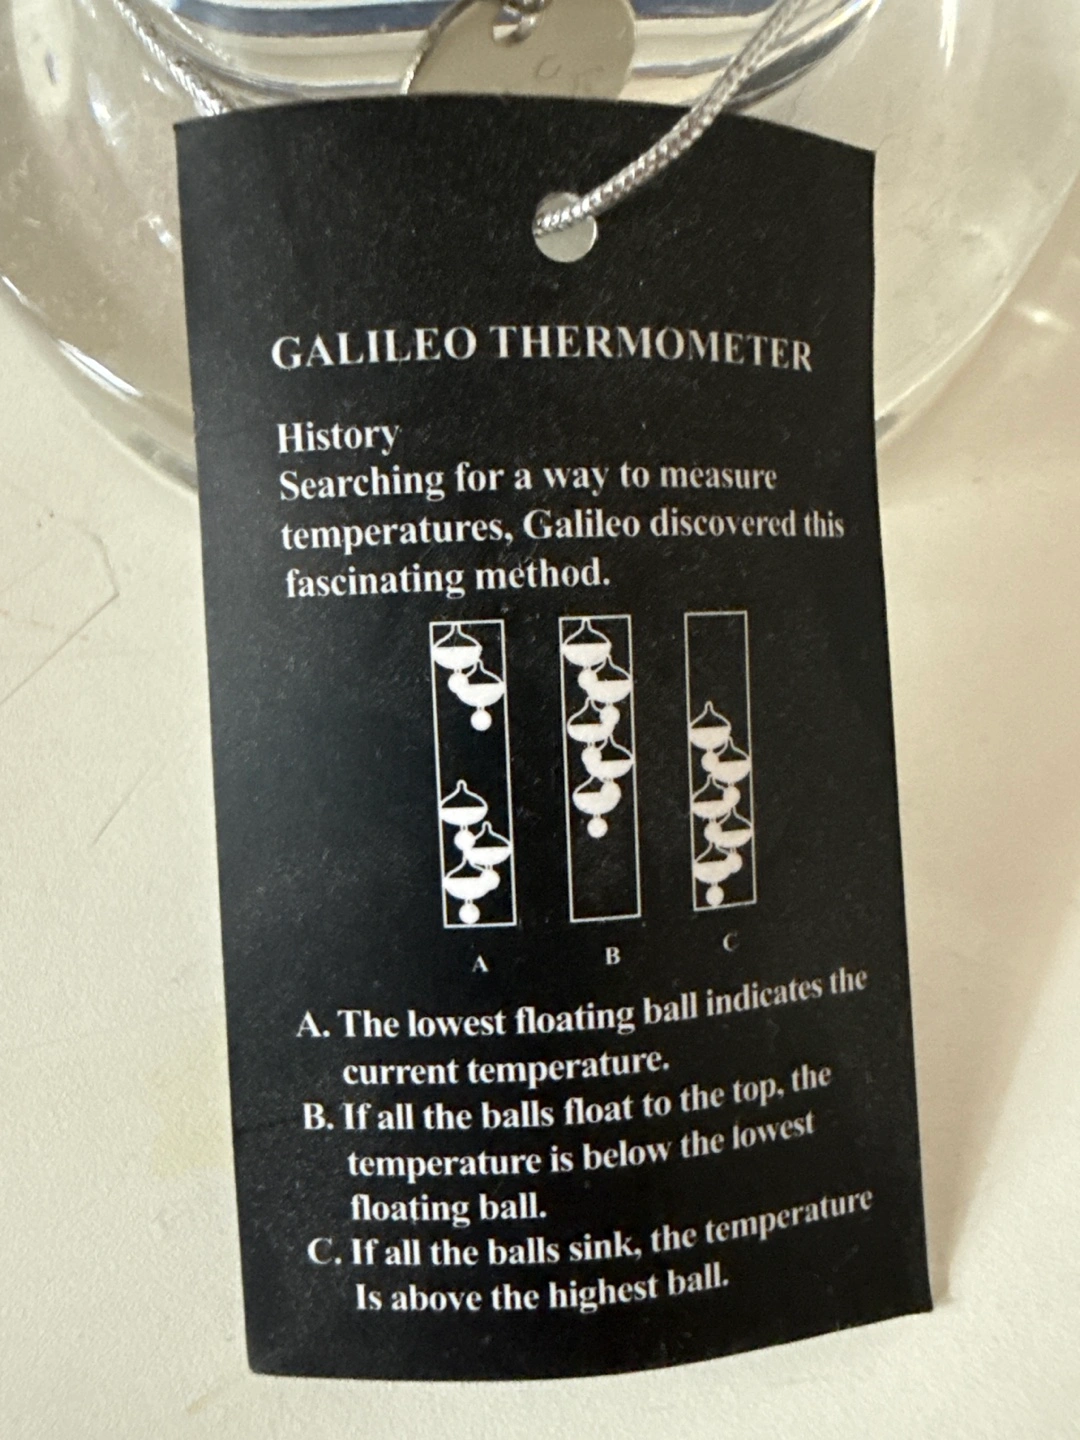 GALILEO THERMOMETER
History
Searching for a way to measure
temperatures, Galileo discovered this
fascinating method.
A B C
A. The lowest floating ball indicates the
current temperature.
B. If all the balls float to the top, the
temperature is below the lowest
floating ball.
C. If all the balls sink, the temperature
Is above the highest ball.